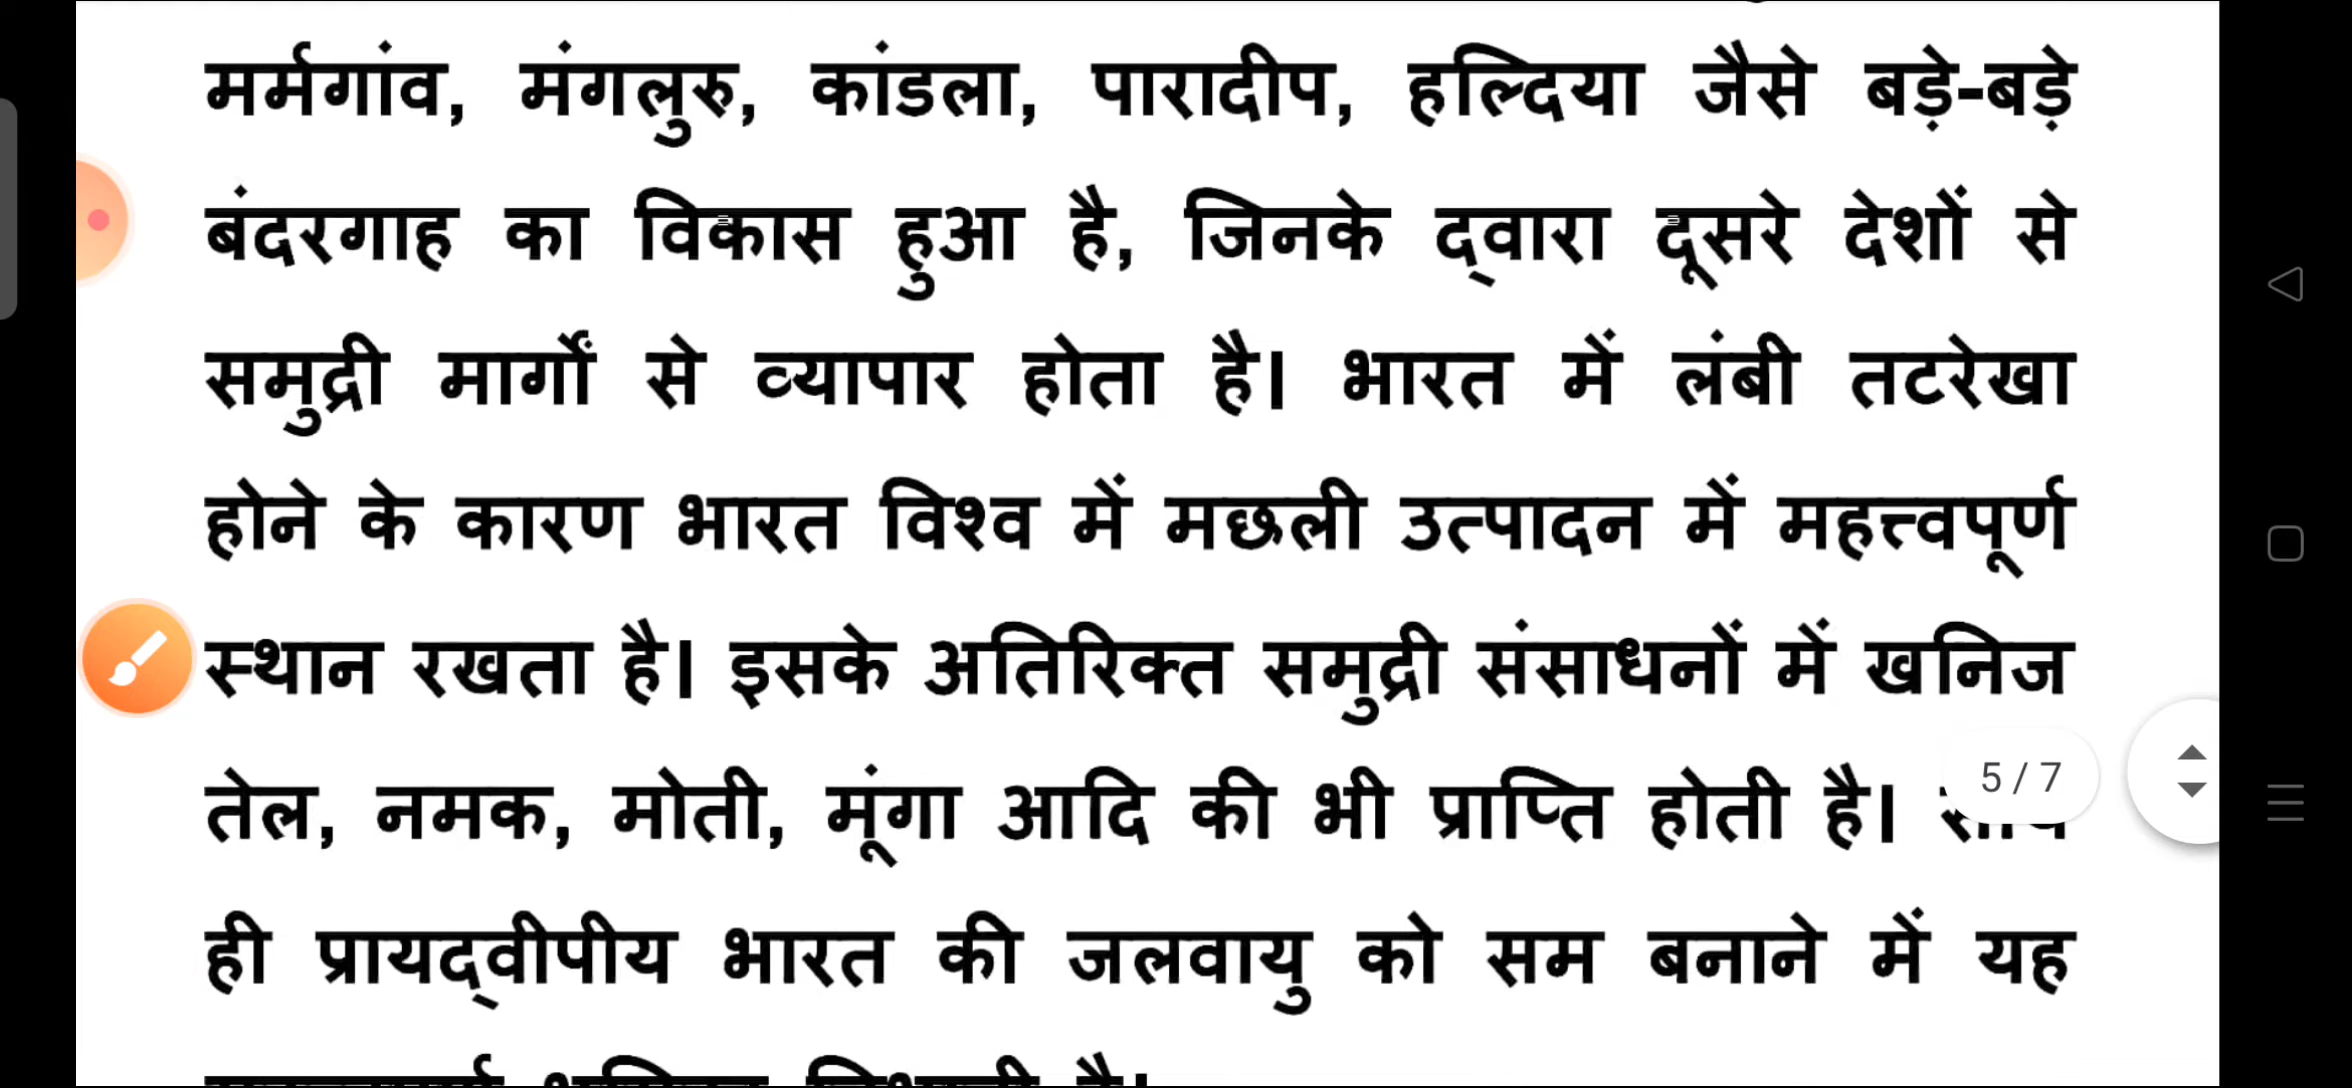 मर्मगांव, मंगलुरु, कांडला, पारादीप, हल्दिया जैसे बड़े-बड़े
बंदरगाह का विकास हुआ है, जिनके द्वारा दूसरे देशों से
समुद्री मार्गों से व्यापार होता है। भारत में लंबी तटरेखा
होने के कारण भारत विश्व में मछली उत्पादन में महत्त्वपूर्ण
स्थान रखता है। इसके अतिरिक्त समुद्री संसाधनों में खनिज
तेल, नमक, मोती, मूंगा आदि की भी प्राप्ति होती है।
5 / 7
ही प्रायद्वीपीय भारत की जलवायु को सम बनाने में यह